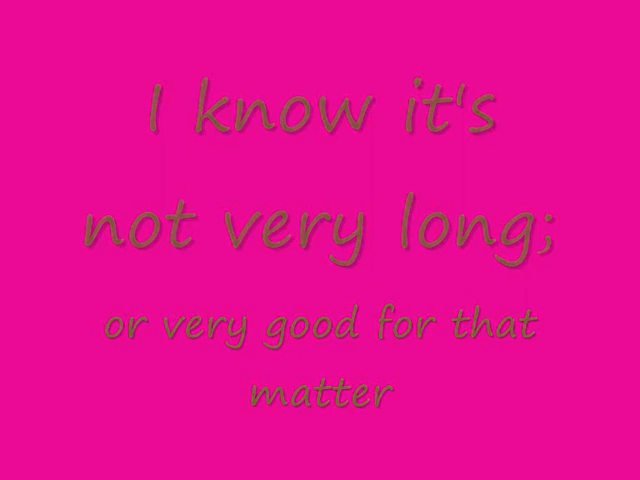 I know it's
not very long;
or very good for that
matter